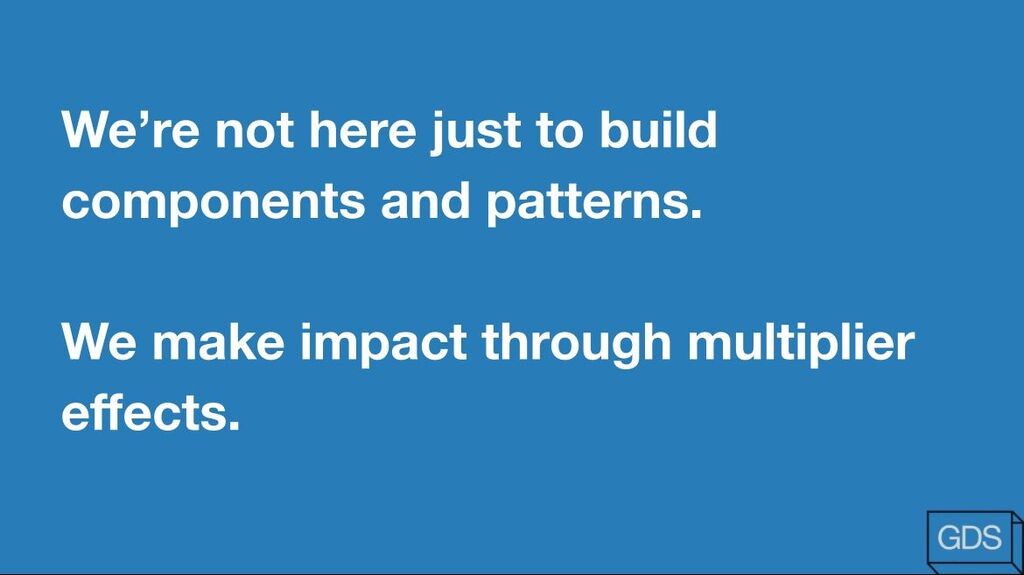 We’re not here just to build
components and patterns.
We make impact through multiplier
effects.
GDS